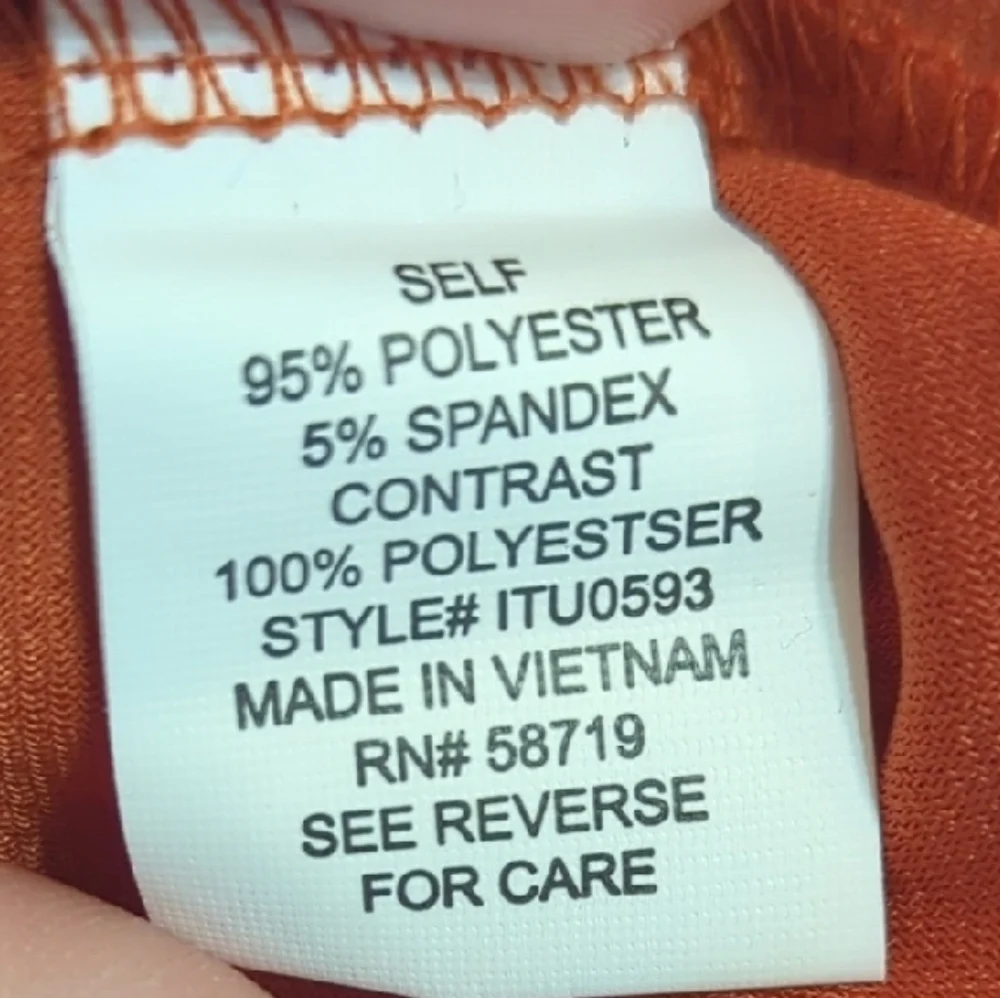 SELF
95% POLYESTER
5% SPANDEX
CONTRAST
100% POLYESTSER
STYLE# ITU0593
MADE IN VIETNAM
RN# 58719
SEE REVERSE
FOR CARE